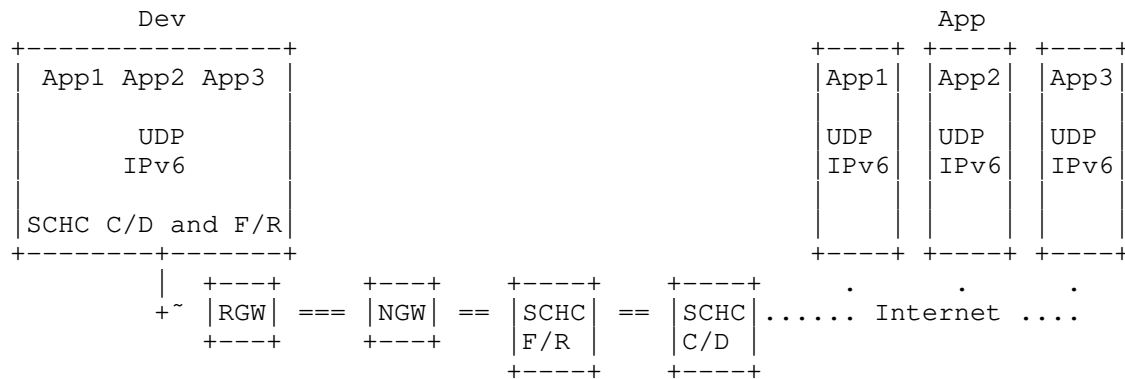 Dev App
App1 App2 App3 App1 App2 App3
UDP UDP UDP UDP
IPv6 IPv6 IPv6 IPv6
SCHC C/D and F/R
+~ RGW === NGW == SCHC == SCHC ...... Internet ....
F/R C/D